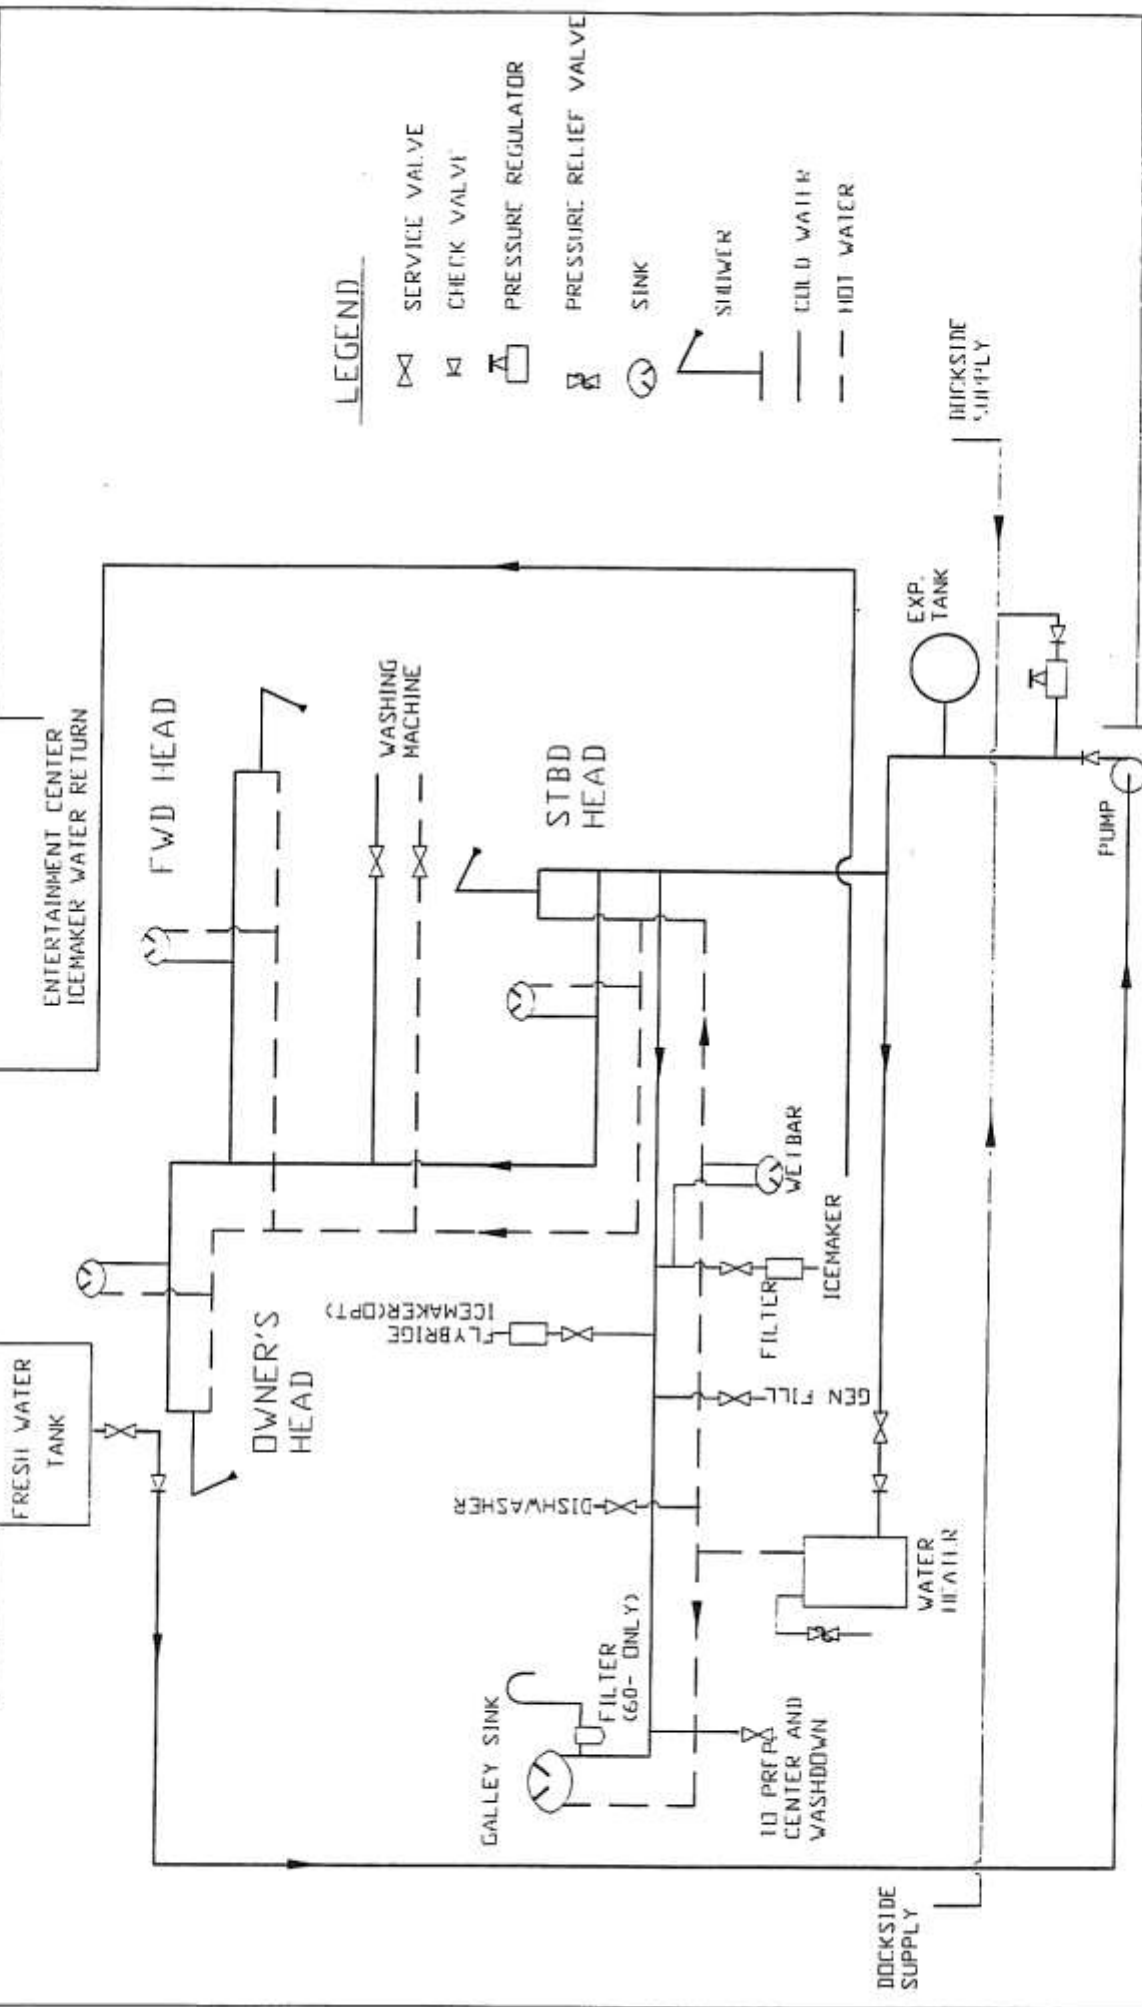 FRESH WATER
TANK
ENTERTAINMENT CENTER
ICEMAKER WATER RETURN
OWNER'S
HEAD
FWD HEAD
WASHING
MACHINE
STBD
HEAD
LEGEND
SERVICE VALVE
CHECK VALVE
PRESSURE REGULATOR
PRESSURE RELIEF VALVE
SINK
SHOWER
COLD WATER
HOT WATER
GALLEY SINK
FILTER
(60- ONLY)
DISHWASHER
FLYBRIGE
ICEMAKER(OPT)
GEN FILL
FILTER
ICEMAKER
WETBAR
TO PREP
CENTER AND
WASHDOWN
WATER
HEATER
DOCKSIDE
SUPPLY
EXP.
TANK
PUMP
DOCKSIDE
SUPPLY